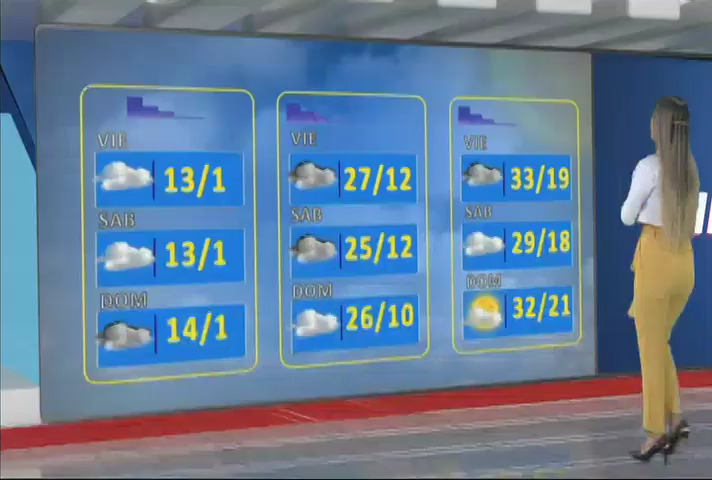 VIE
13/1
SAB
13/1
DOM
14/1
VIE
27/12
SAB
25/12
DOM
26/10
VIE
33/19
SAB
29/18
DOM
32/21